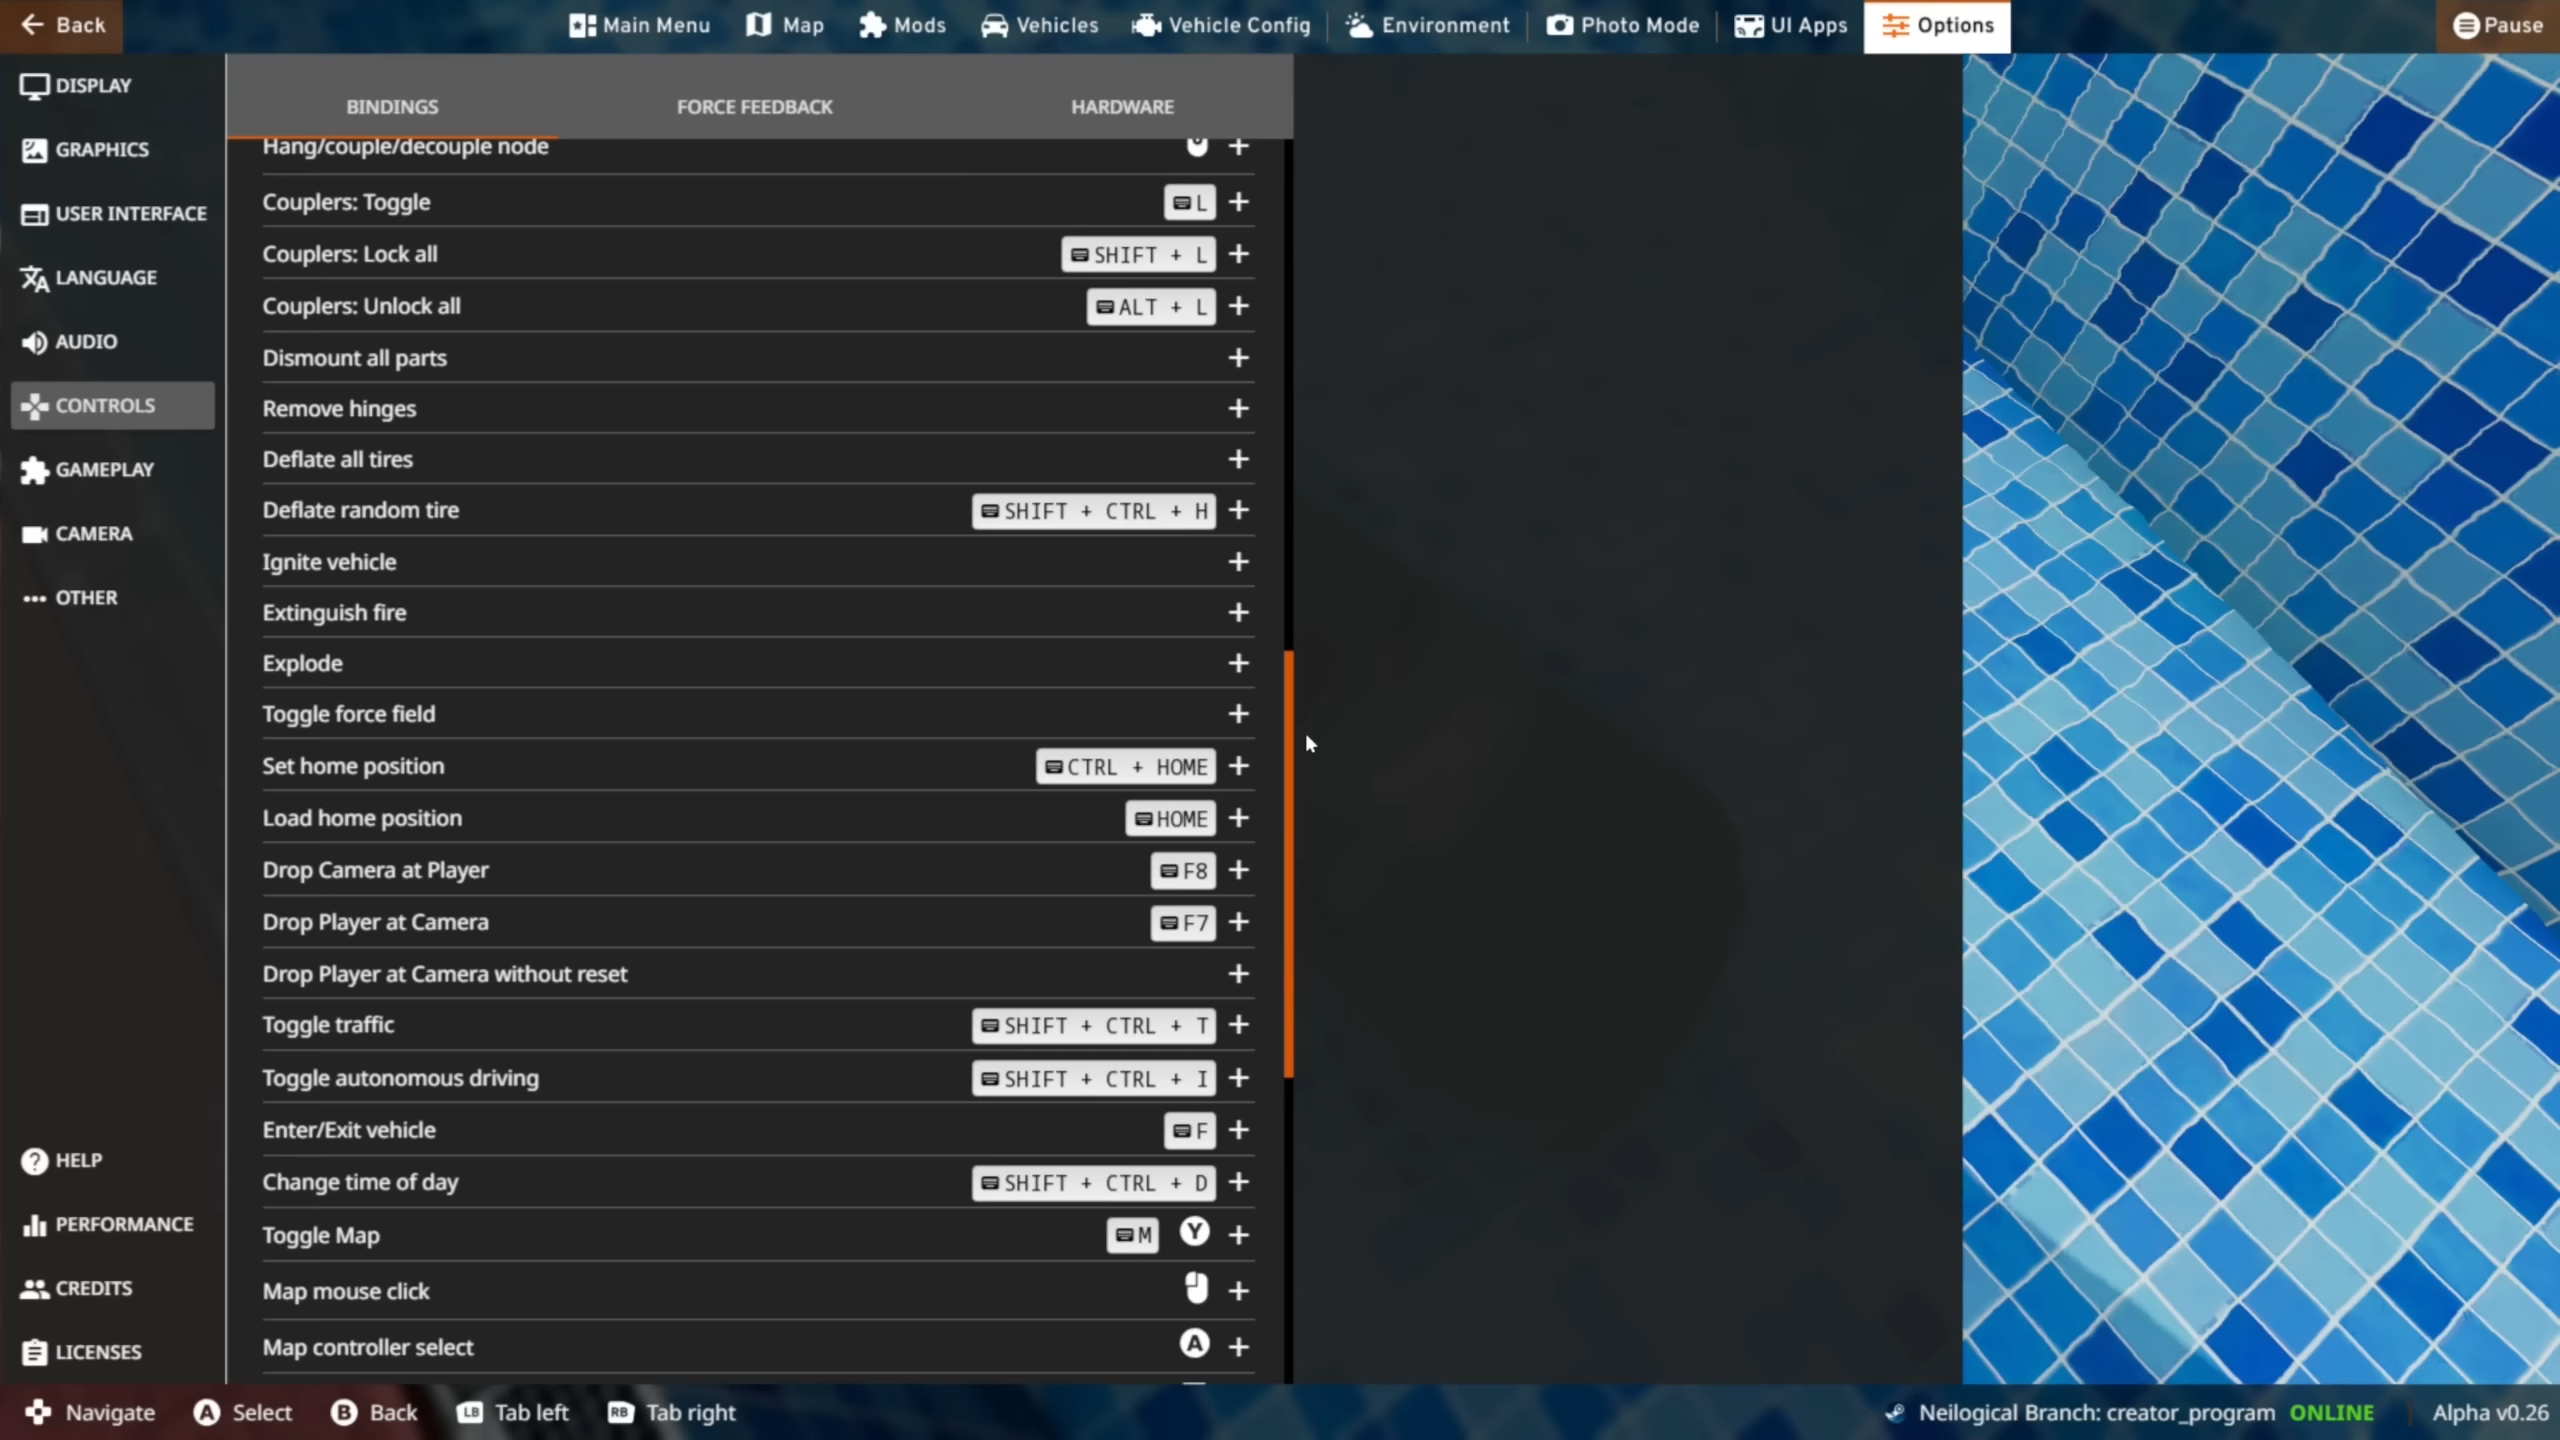 Back
Main Menu
Map
Mods
Vehicles
Vehicle Config
Environment
Photo Mode
UI Apps
Options
Pause
DISPLAY
GRAPHICS
USER INTERFACE
LANGUAGE
AUDIO
CONTROLS
GAMEPLAY
CAMERA
OTHER
HELP
PERFORMANCE
CREDITS
LICENSES
BINDINGS FORCE FEEDBACK HARDWARE
Hang/couple/decouple node +
Couplers: Toggle L +
Couplers: Lock all SHIFT + L +
Couplers: Unlock all ALT + L +
Dismount all parts +
Remove hinges +
Deflate all tires +
Deflate random tire SHIFT + CTRL + H +
Ignite vehicle +
Extinguish fire +
Explode +
Toggle force field +
Set home position CTRL + HOME +
Load home position HOME +
Drop Camera at Player F8 +
Drop Player at Camera F7 +
Drop Player at Camera without reset +
Toggle traffic SHIFT + CTRL + T +
Toggle autonomous driving SHIFT + CTRL + I +
Enter/Exit vehicle F +
Change time of day SHIFT + CTRL + D +
Toggle Map M Y +
Map mouse click +
Map controller select A +
Navigate A Select B Back LB Tab left RB Tab right
Neilogical Branch: creator_program ONLINE Alpha v0.26